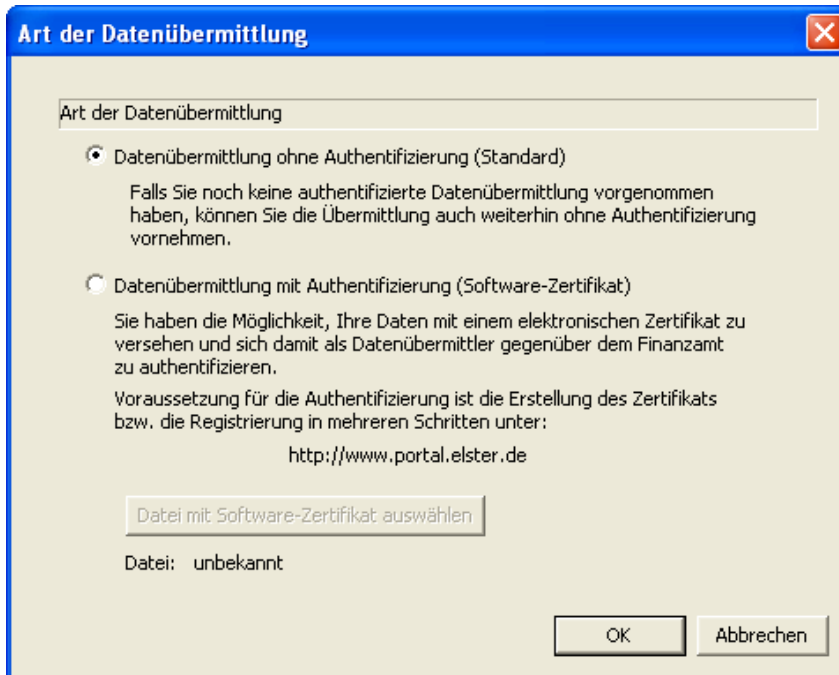 Art der Datenübermittlung
Art der Datenübermittlung
Datenübermittlung ohne Authentifizierung (Standard)
Falls Sie noch keine authentifizierte Datenübermittlung vorgenommen
haben, können Sie die Übermittlung auch weiterhin ohne Authentifizierung
vornehmen.
Datenübermittlung mit Authentifizierung (Software-Zertifikat)
Sie haben die Möglichkeit, Ihre Daten mit einem elektronischen Zertifikat zu
versehen und sich damit als Datenübermittler gegenüber dem Finanzamt
zu authentifizieren.
Voraussetzung für die Authentifizierung ist die Erstellung des Zertifikats
bzw. die Registrierung in mehreren Schritten unter:
http://www.portal.elster.de
Datei mit Software-Zertifikat auswählen
Datei: unbekannt
OK Abbrechen